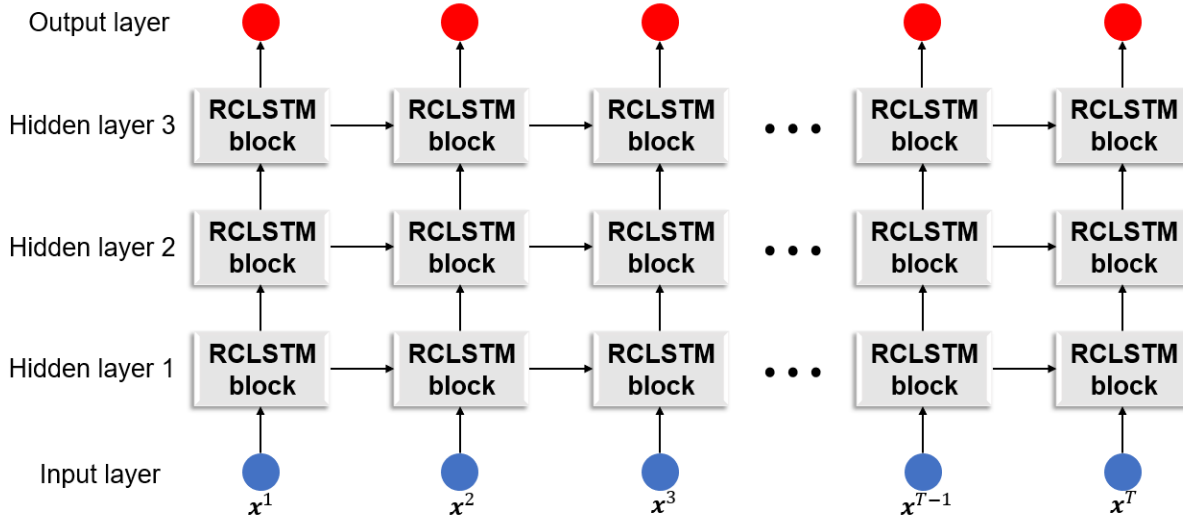 Output layer
Hidden layer 3
RCLSTM block
RCLSTM block
RCLSTM block
• • •
RCLSTM block
RCLSTM block
Hidden layer 2
RCLSTM block
RCLSTM block
RCLSTM block
• • •
RCLSTM block
RCLSTM block
Hidden layer 1
RCLSTM block
RCLSTM block
RCLSTM block
• • •
RCLSTM block
RCLSTM block
Input layer
x¹
x²
x³
xᵀ⁻¹
xᵀ